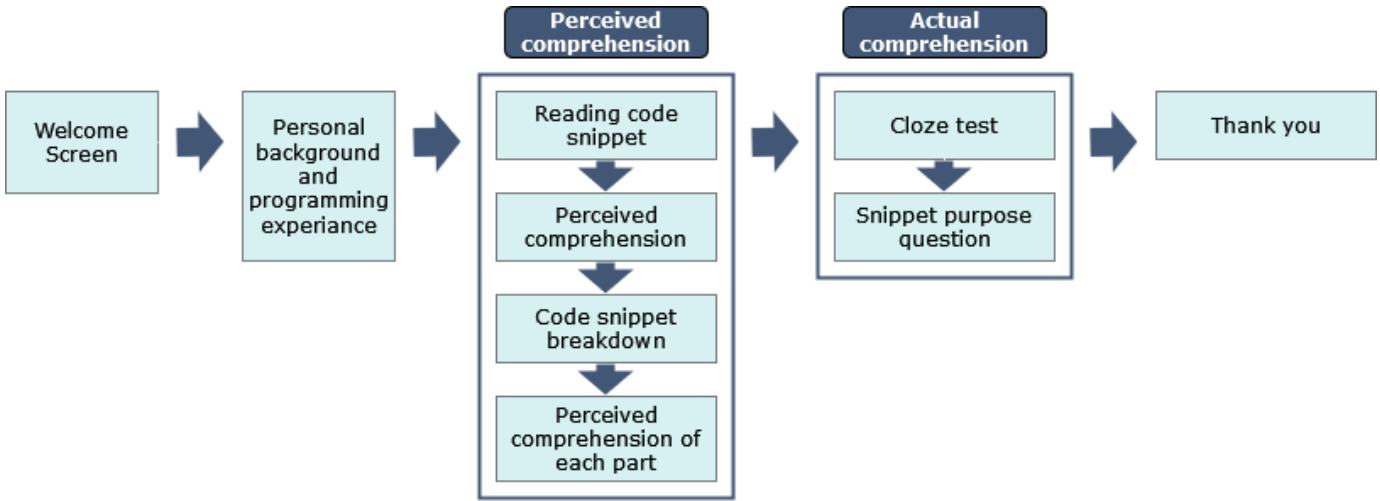 Perceived
comprehension
Actual
comprehension
Welcome
Screen
Personal
background
and
programming
experiance
Reading code
snippet
Perceived
comprehension
Code snippet
breakdown
Perceived
comprehension of
each part
Cloze test
Snippet purpose
question
Thank you